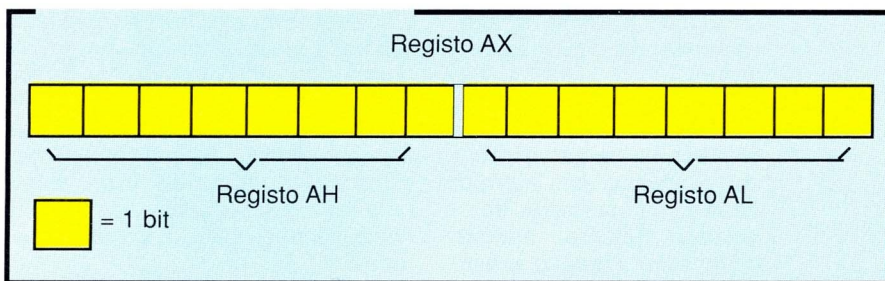 Registo AX
Registo AH
Registo AL
= 1 bit